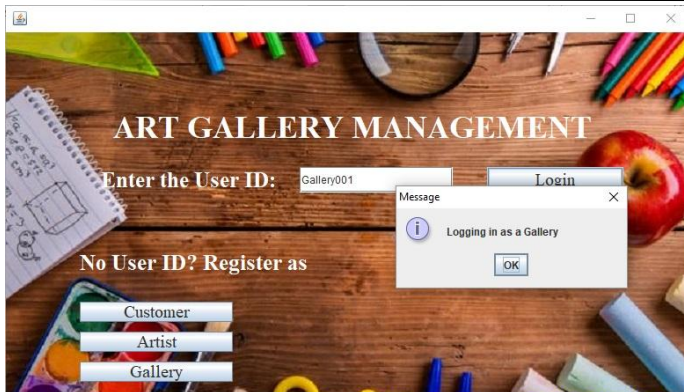 ART GALLERY MANAGEMENT
Enter the User ID:
Gallery001
Login
Message
Logging in as a Gallery
OK
No User ID? Register as
Customer
Artist
Gallery